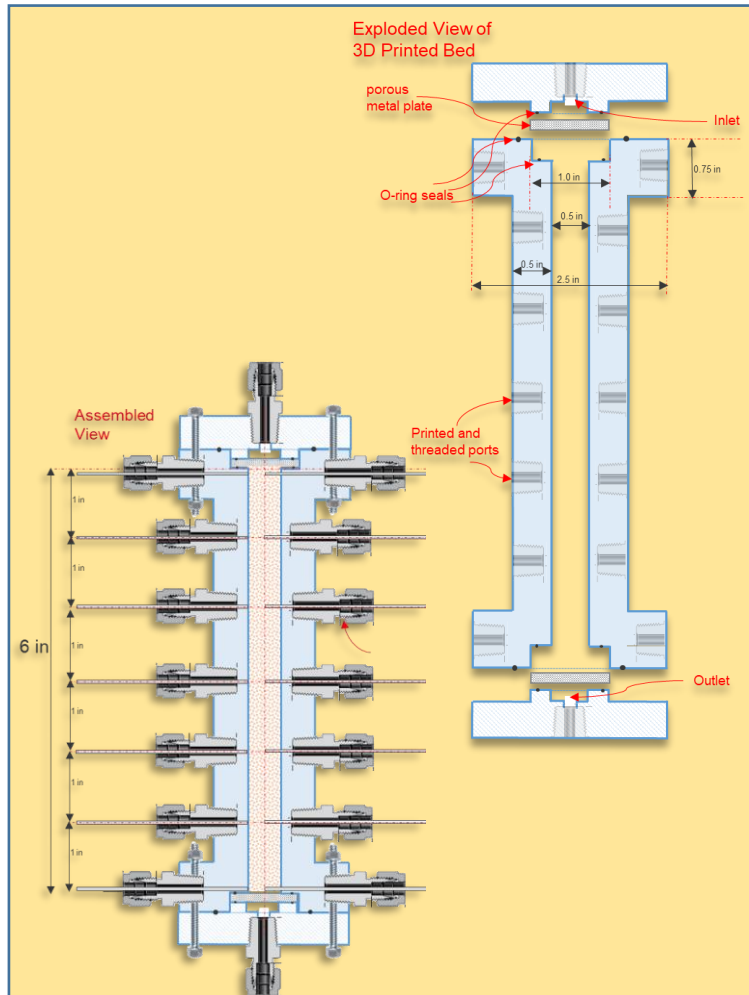 Exploded View of
3D Printed Bed
porous
metal plate
Inlet
O-ring seals
1.0 in
0.75 in
0.5 in
0.5 in
2.5 in
Printed and
threaded ports
Outlet
Assembled
View
1 in
1 in
1 in
6 in
1 in
1 in
1 in